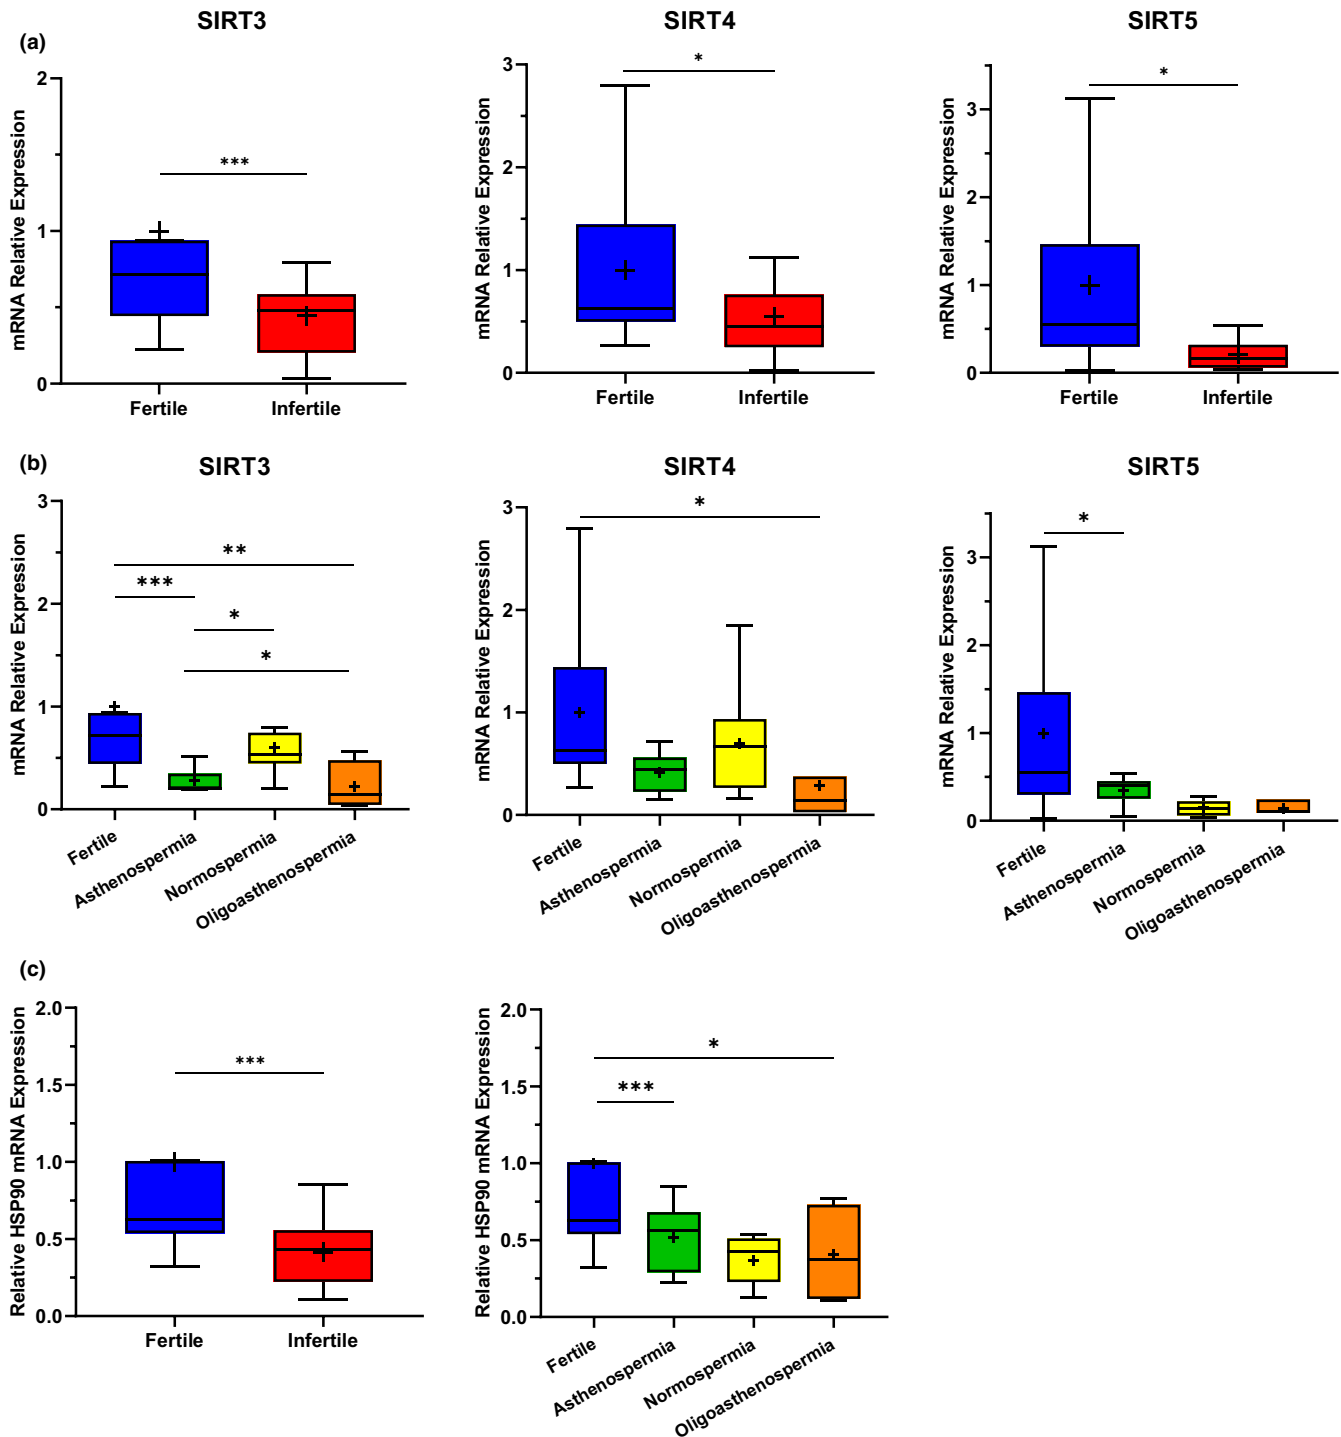 (a)
SIRT3
SIRT4
SIRT5
mRNA Relative Expression
2
1
0
***
Fertile
Infertile
mRNA Relative Expression
3
2
1
0
*
Fertile
Infertile
mRNA Relative Expression
3
2
1
0
*
Fertile
Infertile
(b)
SIRT3
SIRT4
SIRT5
mRNA Relative Expression
3
2
1
0
**
***
*
*
Fertile
Asthenospermia
Normospermia
Oligoasthenospermia
mRNA Relative Expression
3
2
1
0
*
Fertile
Asthenospermia
Normospermia
Oligoasthenospermia
mRNA Relative Expression
3
2
1
0
*
Fertile
Asthenospermia
Normospermia
Oligoasthenospermia
(c)
Relative HSP90 mRNA Expression
2.0
1.5
1.0
0.5
0.0
***
Fertile
Infertile
Relative HSP90 mRNA Expression
2.0
1.5
1.0
0.5
0.0
*
***
Fertile
Asthenospermia
Normospermia
Oligoasthenospermia